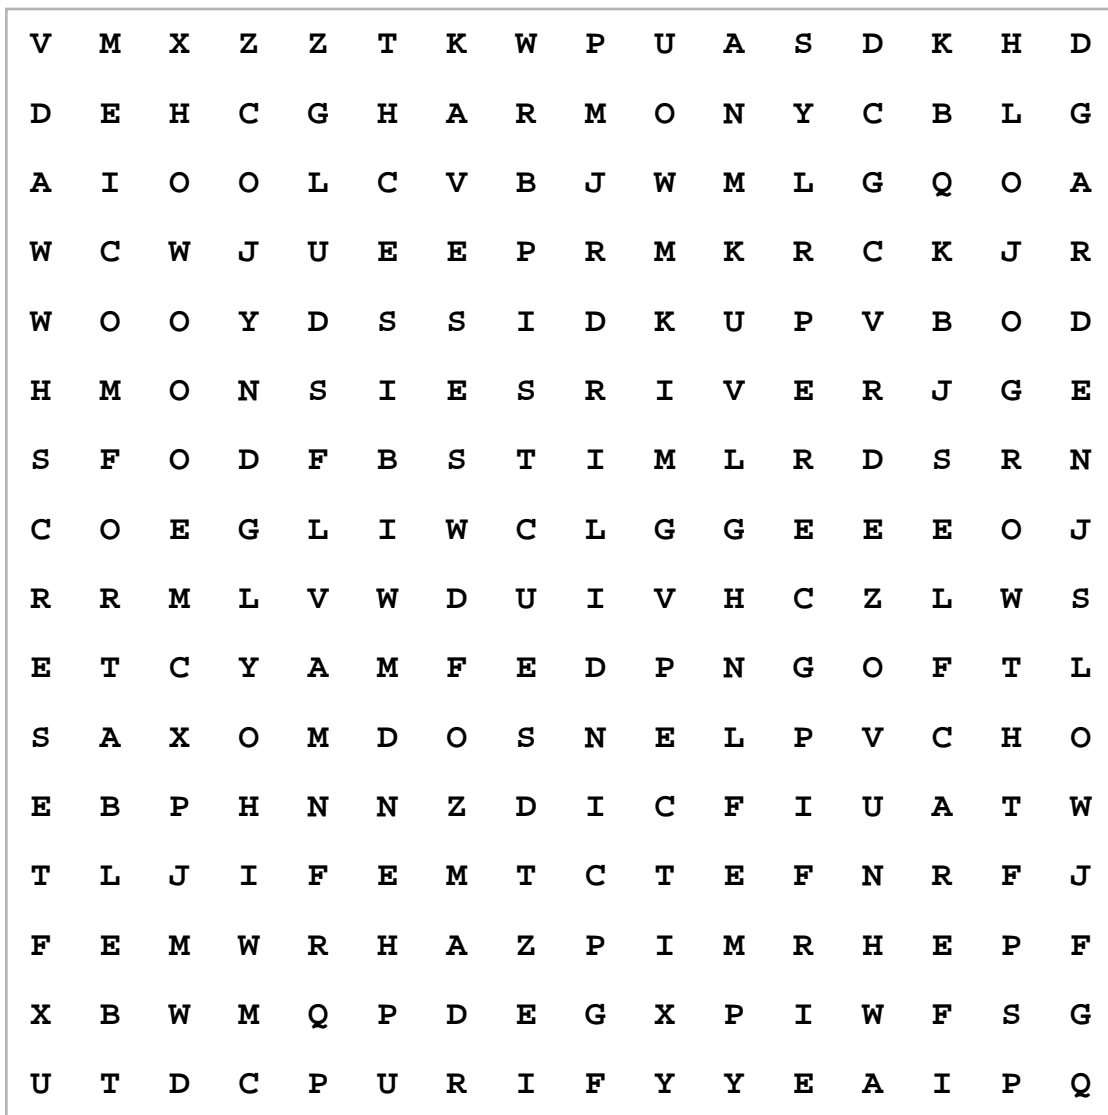 V M X Z Z T K W P U A S D K H D
D E H C G H A R M O N Y C B L G
A I O O L C V B J W M L G Q O A
W C W J U E E P R M K R C K J R
W O O Y D S S I D K U P V B O D
H M O N S I E S R I V E R J G E
S F O D F B S T I M L R D S R N
C O E G L I W C L G G E E E O J
R R M L V W D U I V H C Z L W S
E T C Y A M F E D P N G O F T L
S A X O M D O S N E L P V C H O
E B P H N N Z D I C F I U A T W
T L J I F E M T C T E F N R F J
F E M W R H A Z P I M R H E P F
X B W M Q P D E G X P I W F S G
U T D C P U R I F Y Y E A I P Q